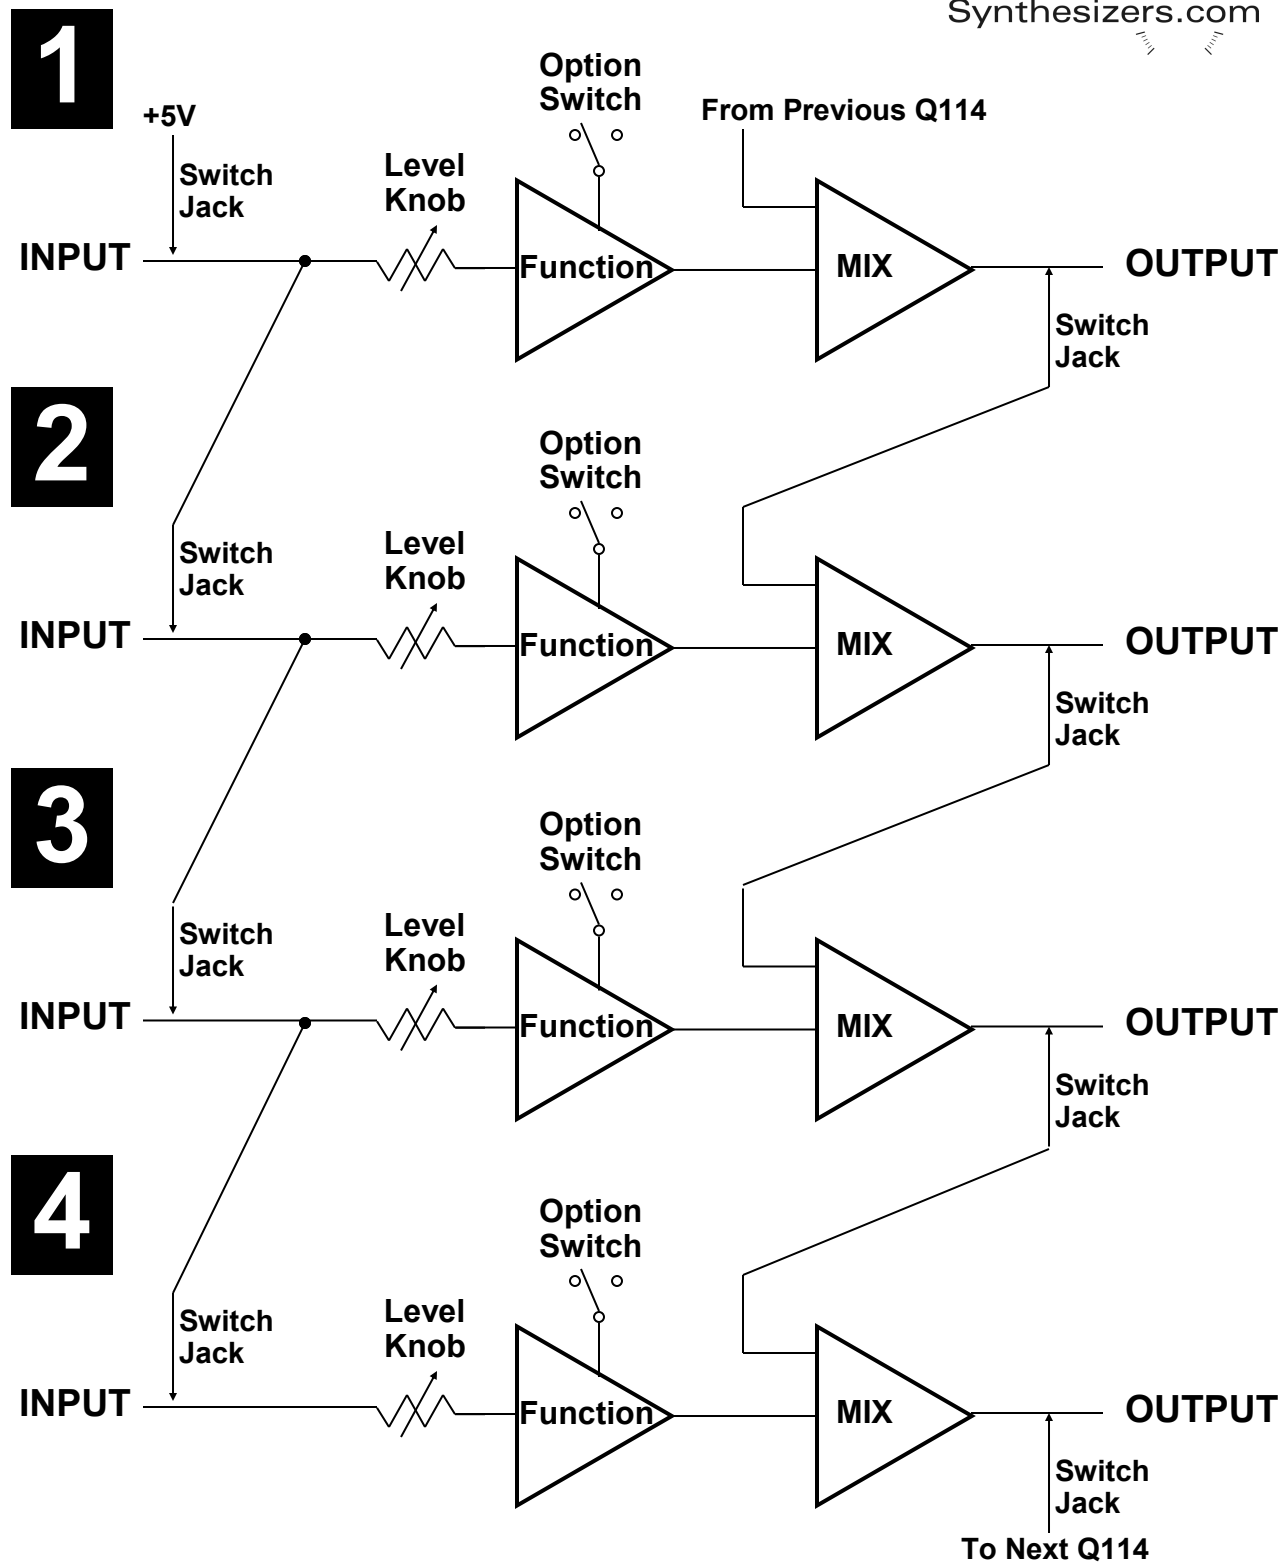 Synthesizers.com
1
Option
Switch
+5V
From Previous Q114
Switch
Jack
Level
Knob
INPUT
Function
MIX
OUTPUT
Switch
Jack
2
Option
Switch
Switch
Jack
Level
Knob
INPUT
Function
MIX
OUTPUT
Switch
Jack
3
Option
Switch
Switch
Jack
Level
Knob
INPUT
Function
MIX
OUTPUT
Switch
Jack
4
Option
Switch
Switch
Jack
Level
Knob
INPUT
Function
MIX
OUTPUT
Switch
Jack
To Next Q114